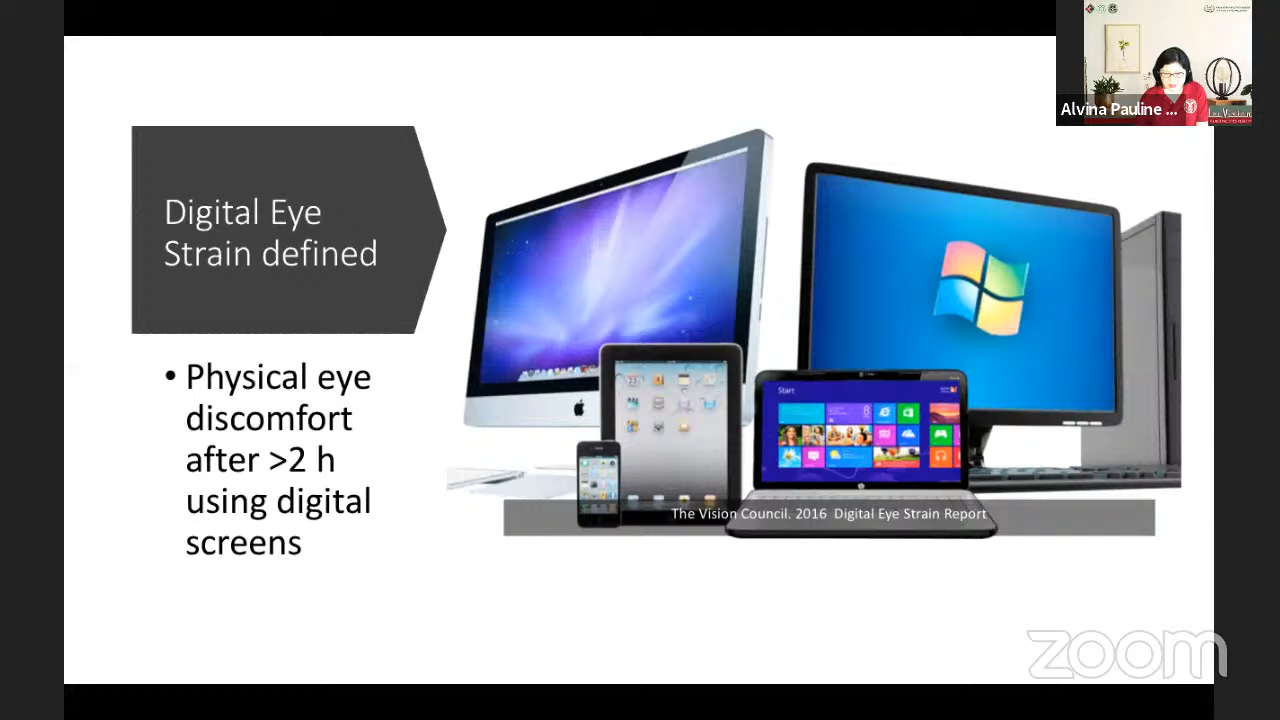 Alvina Pauline ...
Digital Eye
Strain defined
• Physical eye
discomfort
after >2 h
using digital
screens
Start
The Vision Council. 2016 Digital Eye Strain Report
zoom